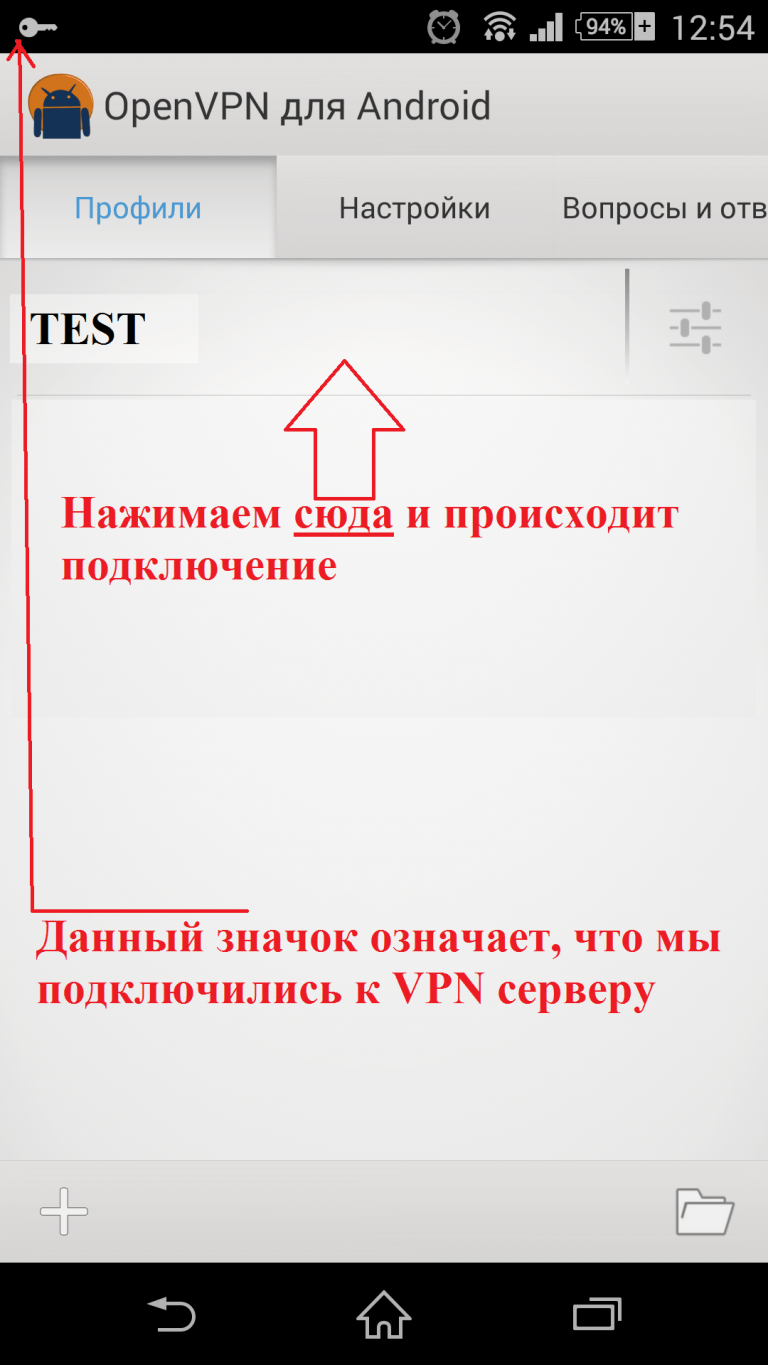 94% 12:54
OpenVPN для Android
Профили Настройки Вопросы и отв
TEST
Нажимаем сюда и происходит
подключение
Данный значок означает, что мы
подключились к VPN серверу